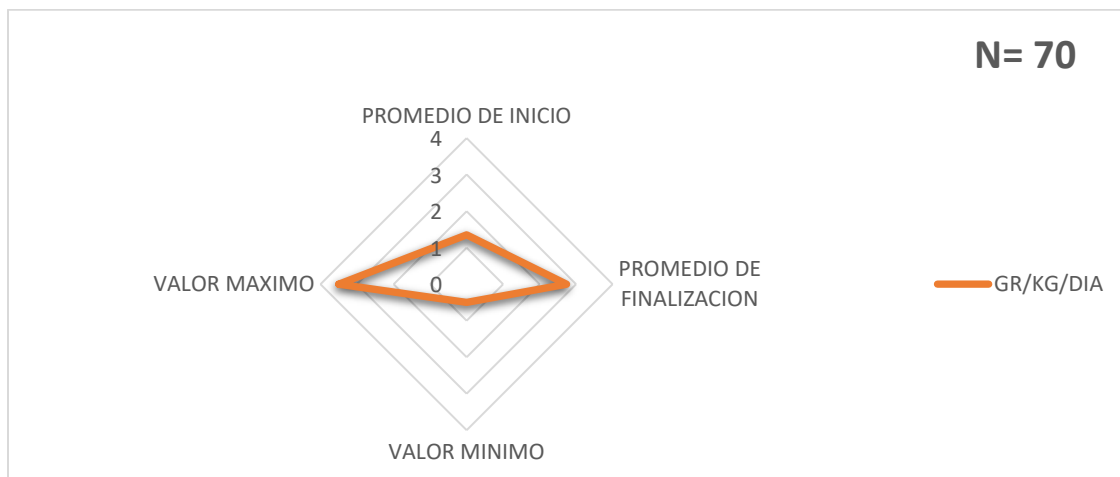 N= 70
PROMEDIO DE INICIO
4
3
2
1
0
VALOR MAXIMO
PROMEDIO DE
FINALIZACION
GR/KG/DIA
VALOR MINIMO